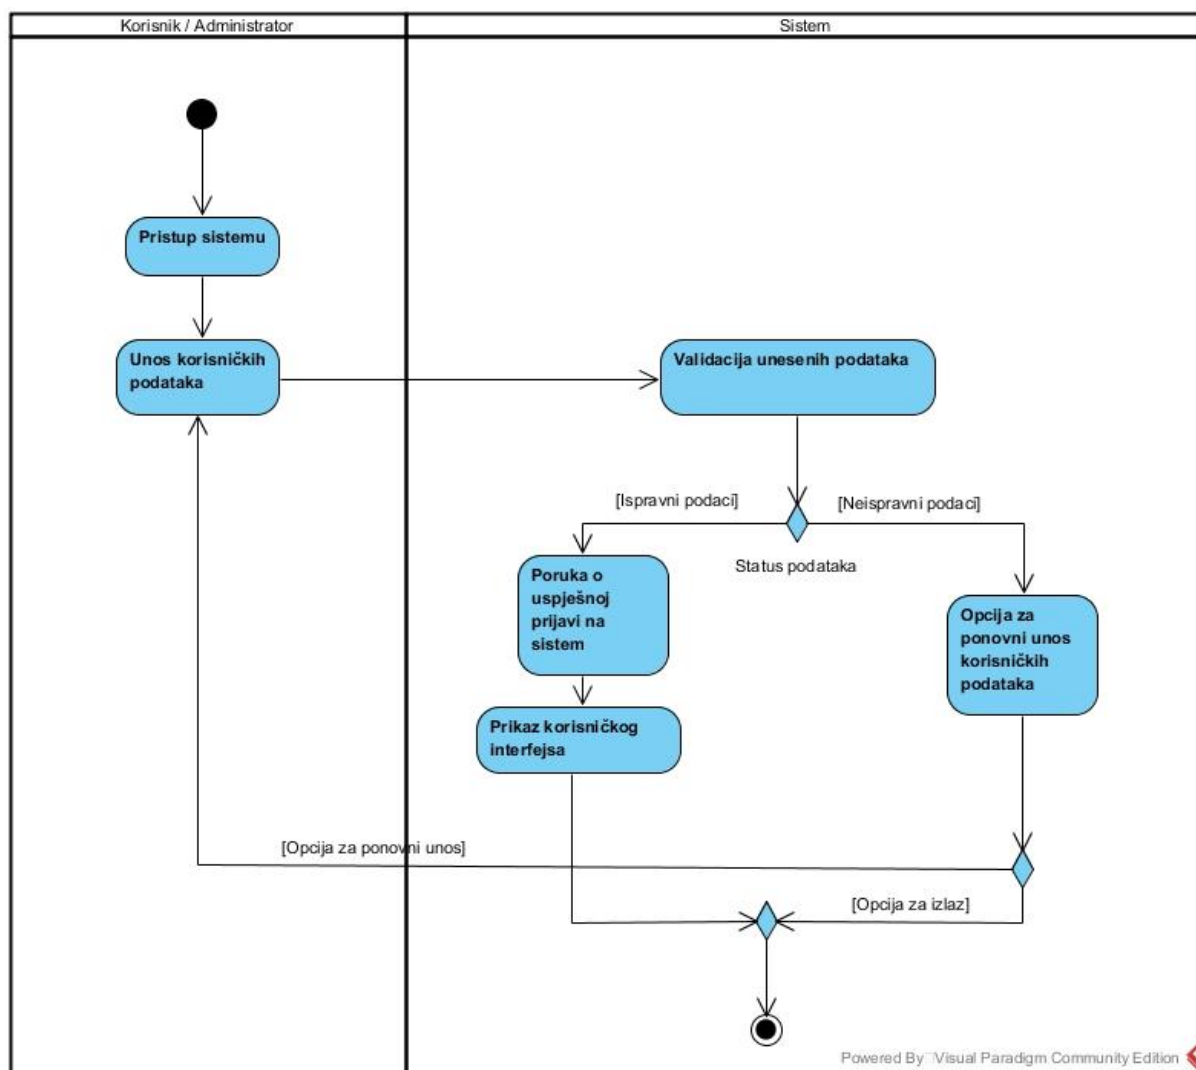 Korisnik / Administrator
Sistem
Pristup sistemu
Unos korisničkih
podataka
Validacija unesenih podataka
[Ispravni podaci]
[Neispravni podaci]
Status podataka
Poruka o
uspješnoj
prijavi na
sistem
Opcija za
ponovni unos
korisničkih
podataka
Prikaz korisničkog
interfejsa
[Opcija za ponovni unos]
[Opcija za izlaz]
Powered By Visual Paradigm Community Edition